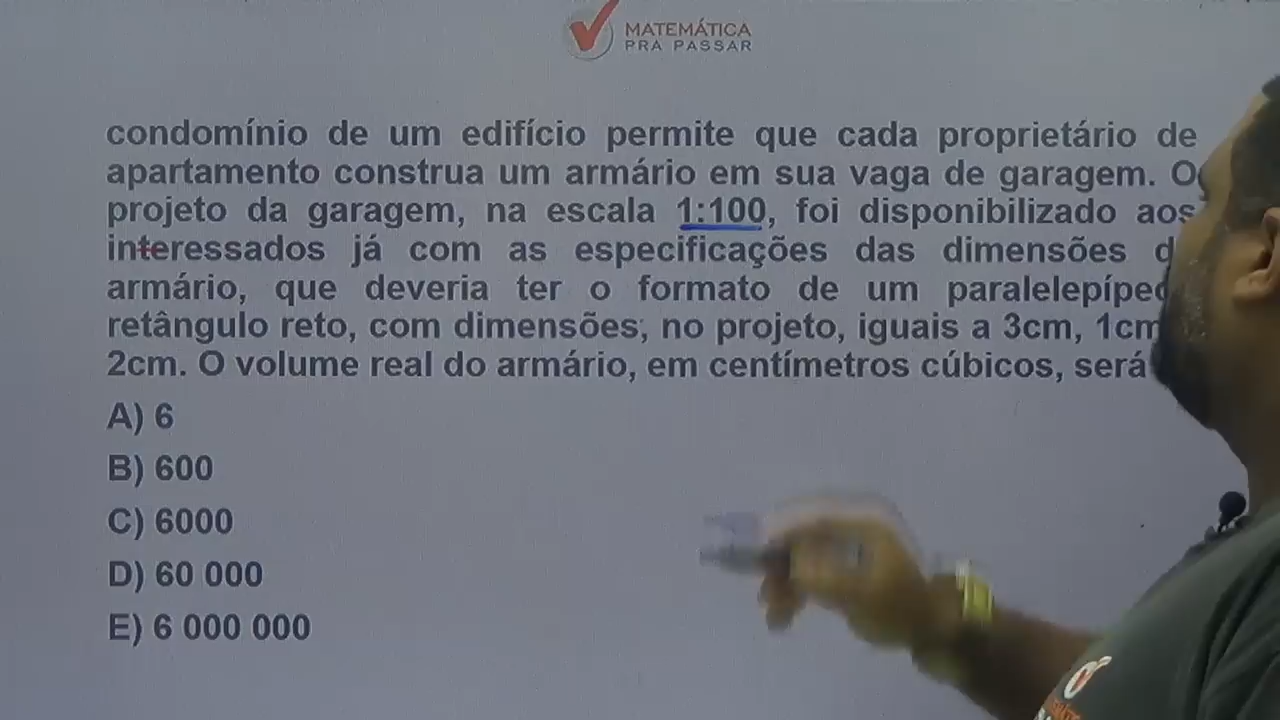 MATEMÁTICA
PRA PASSAR
condomínio de um edifício permite que cada proprietário de
apartamento construa um armário em sua vaga de garagem. O
projeto da garagem, na escala 1:100, foi disponibilizado aos
interessados já com as especificações das dimensões
armário, que deveria ter o formato de um
retângulo reto, com dimensões, no projeto, iguais a 3cm, 1cm
2cm. O volume real do armário, em centímetros cúbicos, será
A) 6
B) 600
C) 6000
D) 60 000
E) 6 000 000